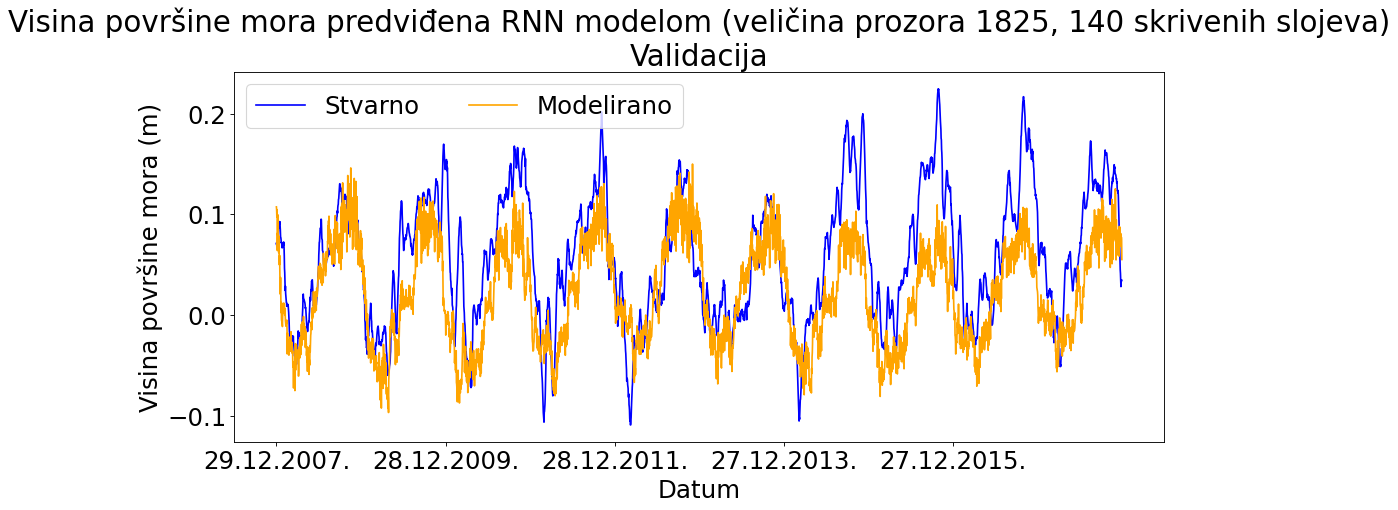 Visina površine mora predviđena RNN modelom (veličina prozora 1825, 140 skrivenih slojeva)
Validacija
Stvarno
Modelirano
Visina površine mora (m)
0.2
0.1
0.0
−0.1
29.12.2007.
28.12.2009.
28.12.2011.
27.12.2013.
27.12.2015.
Datum